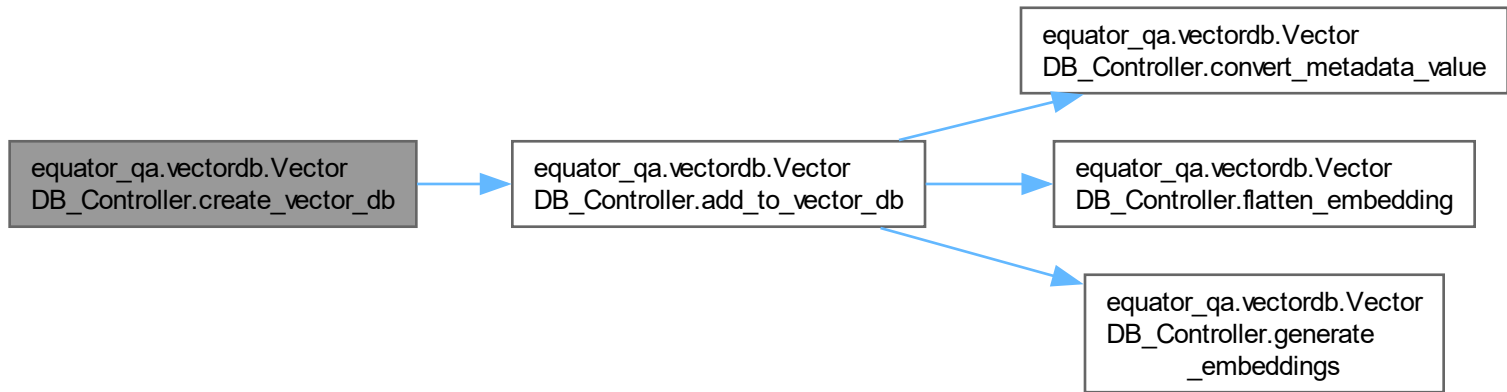 equator_qa.vectordb.Vector
DB_Controller.create_vector_db
equator_qa.vectordb.Vector
DB_Controller.add_to_vector_db
equator_qa.vectordb.Vector
DB_Controller.convert_metadata_value
equator_qa.vectordb.Vector
DB_Controller.flatten_embedding
equator_qa.vectordb.Vector
DB_Controller.generate
_embeddings